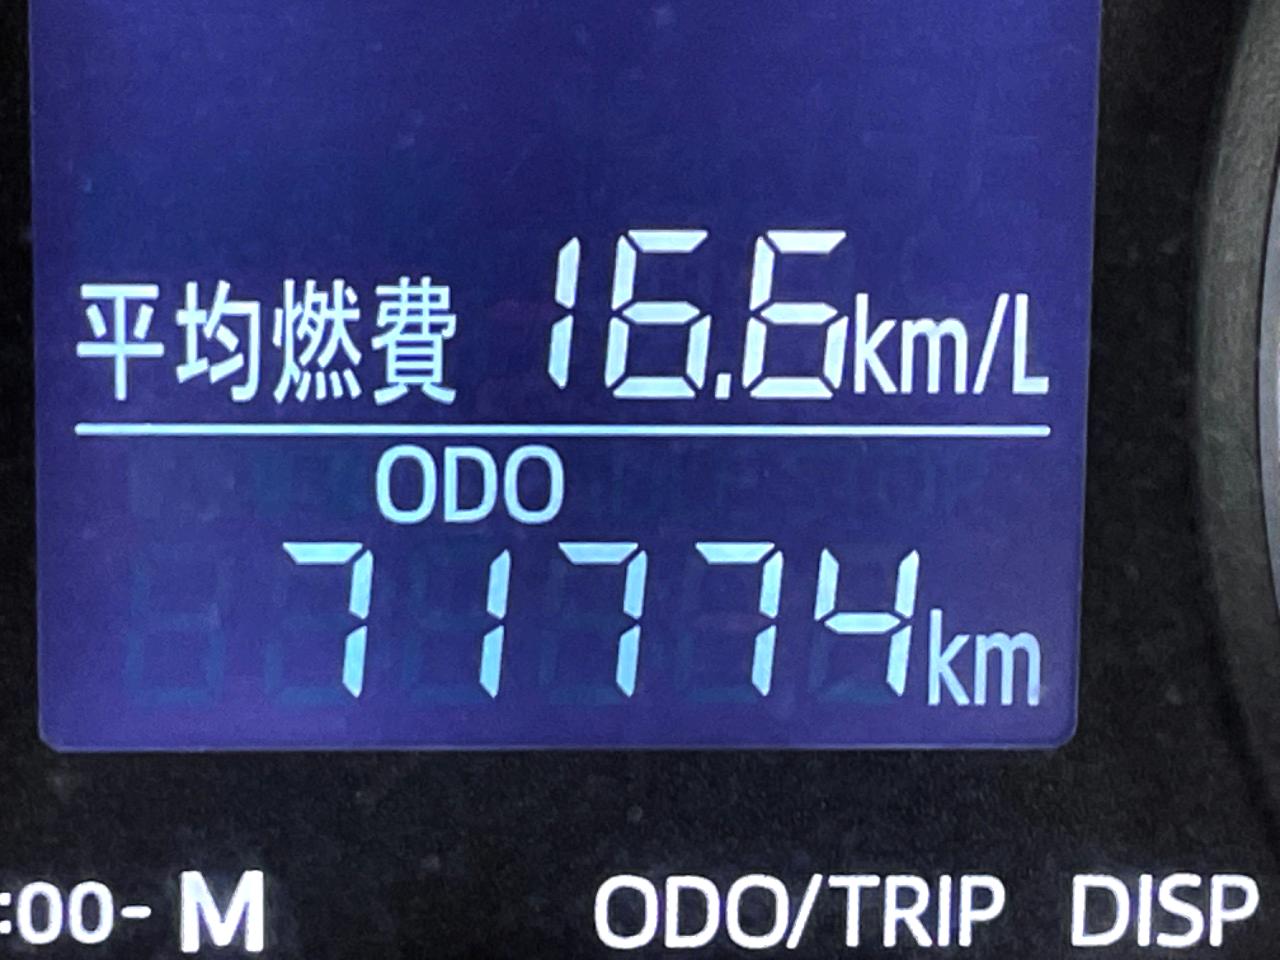 平均燃費 16.6km/L
ODO
71774km
:00- M ODO/TRIP DISP